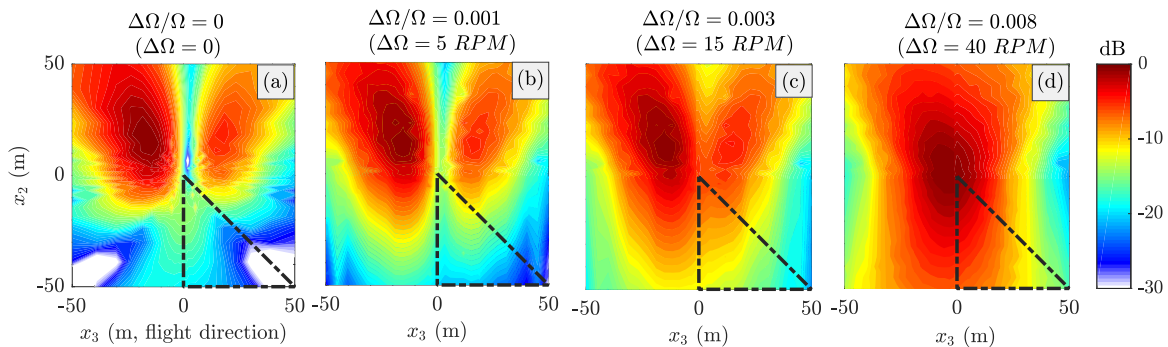 ΔΩ/Ω = 0
(ΔΩ = 0)
ΔΩ/Ω = 0.001
(ΔΩ = 5 RPM)
ΔΩ/Ω = 0.003
(ΔΩ = 15 RPM)
ΔΩ/Ω = 0.008
(ΔΩ = 40 RPM)
dB
(a)
(b)
(c)
(d)
50
0
-50
x₂ (m)
0
-10
-20
-30
-50 0 50
-50 0 50
-50 0 50
-50 0 50
x₃ (m, flight direction)
x₃ (m)
x₃ (m)
x₃ (m)